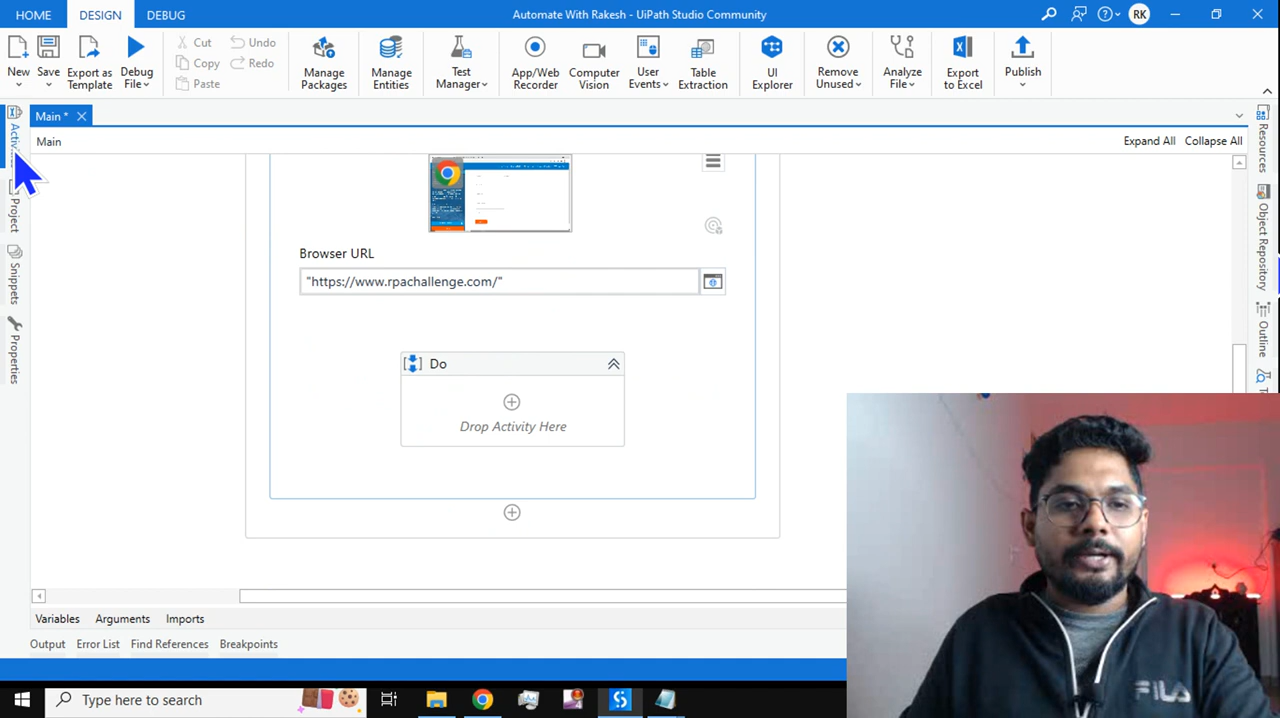 HOME DESIGN DEBUG Automate With Rakesh - UiPath Studio Community RK
New
Save
Export as
Template
Debug
File
Cut
Copy
Paste
Undo
Redo
Manage
Packages
Manage
Entities
Test
Manager
App/Web
Recorder
Computer
Vision
User
Events
Table
Extraction
UI
Explorer
Remove
Unused
Analyze
File
Export
to Excel
Publish
Main *
Main
Expand All Collapse All
Project
Snippets
Properties
Resources
Object Repository
Outline
Browser URL
"https://www.rpachallenge.com/"
Do
Drop Activity Here
Variables Arguments Imports
Output Error List Find References Breakpoints
Type here to search
FILA